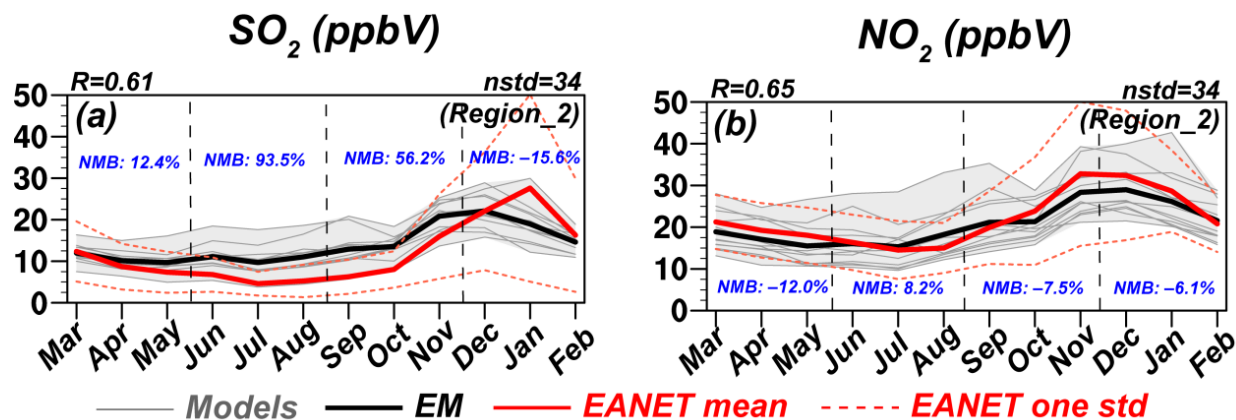 SO₂ (ppbV)
R=0.61 nstd=34
(a) (Region_2)
NMB: 12.4% NMB: 93.5% NMB: 56.2% NMB: –15.6%
50
40
30
20
10
0
Mar Apr May Jun Jul Aug Sep Oct Nov Dec Jan Feb
NO₂ (ppbV)
R=0.65 nstd=34
(b) (Region_2)
50
40
30
20
10
0
NMB: –12.0% NMB: 8.2% NMB: –7.5% NMB: –6.1%
Mar Apr May Jun Jul Aug Sep Oct Nov Dec Jan Feb
Models EM EANET mean EANET one std